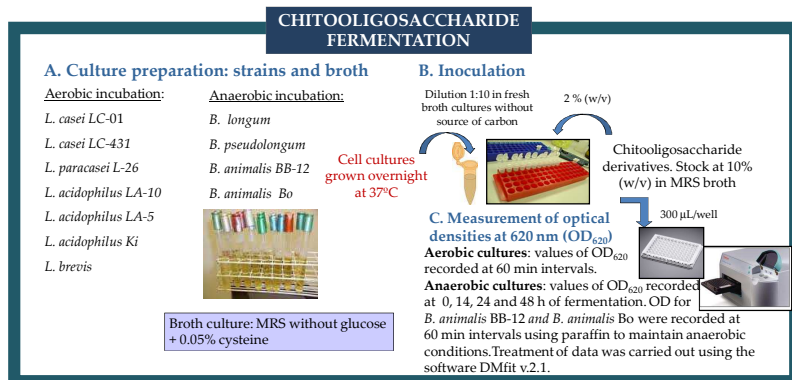 CHITOOLIGOSACCHARIDE
FERMENTATION
A. Culture preparation: strains and broth
Aerobic incubation:
L. casei LC-01
L. casei LC-431
L. paracasei L-26
L. acidophilus LA-10
L. acidophilus LA-5
L. acidophilus Ki
L. brevis
Anaerobic incubation:
B. longum
B. pseudolongum
B. animalis BB-12
B. animalis Bo
Broth culture: MRS without glucose
+ 0.05% cysteine
Cell cultures
grown overnight
at 37ºC
B. Inoculation
Dilution 1:10 in fresh
broth cultures without
source of carbon
2 % (w/v)
Chitooligosaccharide
derivatives. Stock at 10%
(w/v) in MRS broth
300 µL/well
C. Measurement of optical
densities at 620 nm (OD620)
Aerobic cultures: values of OD620
recorded at 60 min intervals.
Anaerobic cultures: values of OD620 recorded
at 0, 14, 24 and 48 h of fermentation. OD for
B. animalis BB-12 and B. animalis Bo were recorded at
60 min intervals using paraffin to maintain anaerobic
conditions.Treatment of data was carried out using the
software DMfit v.2.1.